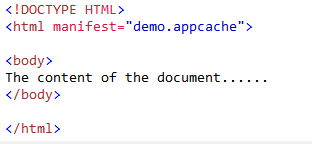 <!DOCTYPE HTML>
<html manifest="demo.appcache">
<body>
The content of the document......
</body>
</html>